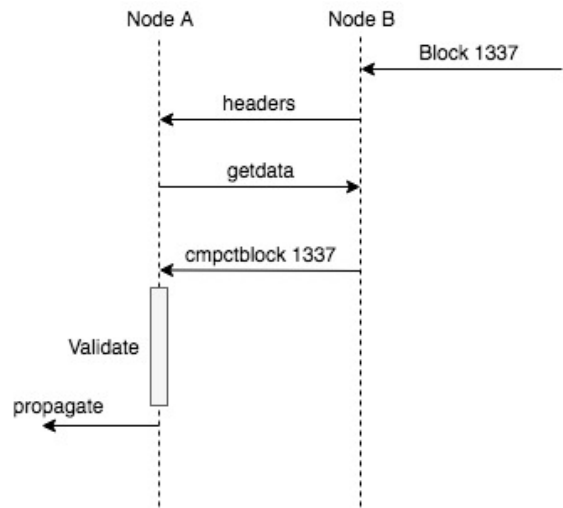 Node A
Node B
Block 1337
headers
getdata
cmpctblock 1337
Validate
propagate